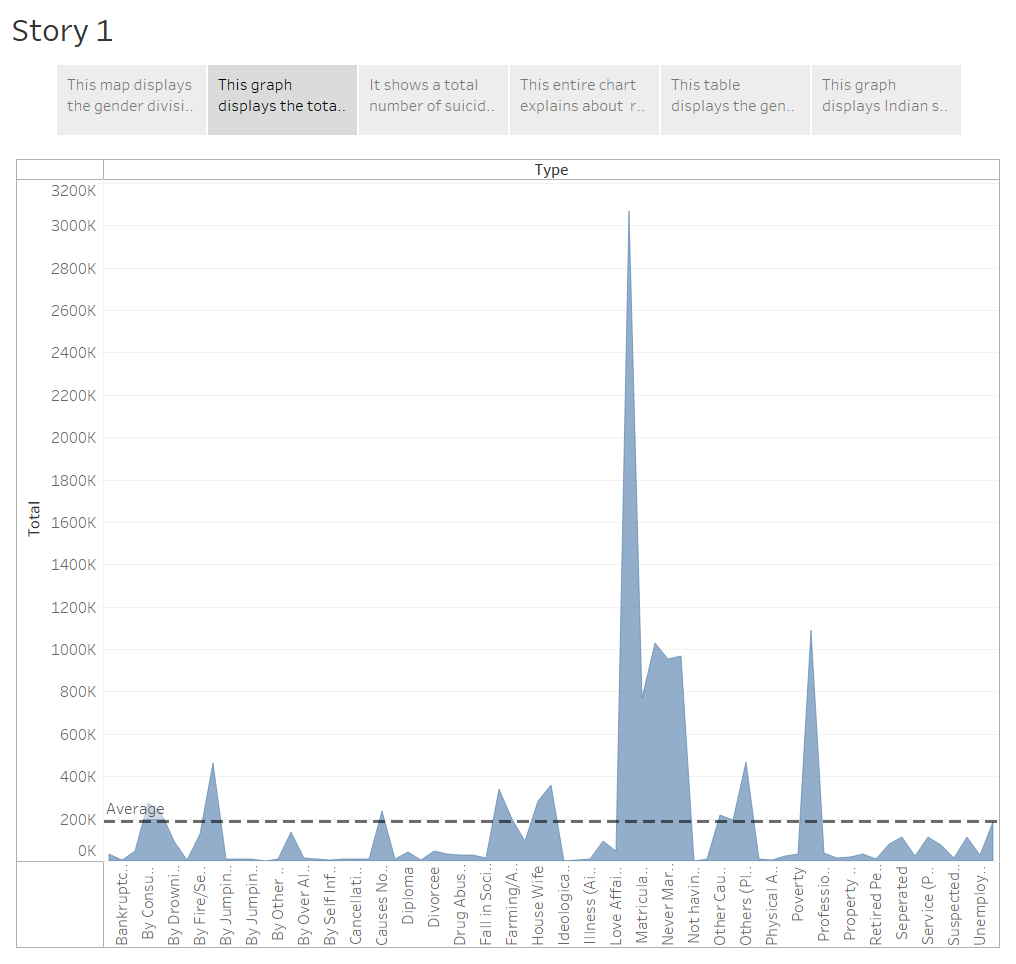 Story 1
This map displays
the gender divisi..
This graph
displays the tota..
It shows a total
number of suicid..
This entire chart
explains about r..
This table
displays the gen..
This graph
displays Indian s..
Type
3200K
3000K
2800K
2600K
2400K
2200K
2000K
1800K
1600K
1400K
1200K
1000K
800K
600K
400K
200K
0K
Total
Average
Bankruptc..
By Consu..
By Drowni..
By Fire/Se..
By Jumpin..
By Jumpin..
By Other ..
By Over Al..
By Self Inf..
Cancellati..
Causes No..
Diploma
Divorcee
Drug Abus..
Fall in Soci..
Farming/A..
House Wife
Ideologica..
Illness (Ai..
Love Affai..
Matricula..
Never Mar..
Not havin..
Other Cau..
Others (Pl..
Physical A..
Poverty
Professio..
Property ..
Retired Pe..
Seperated
Service (P..
Suspected..
Unemploy..